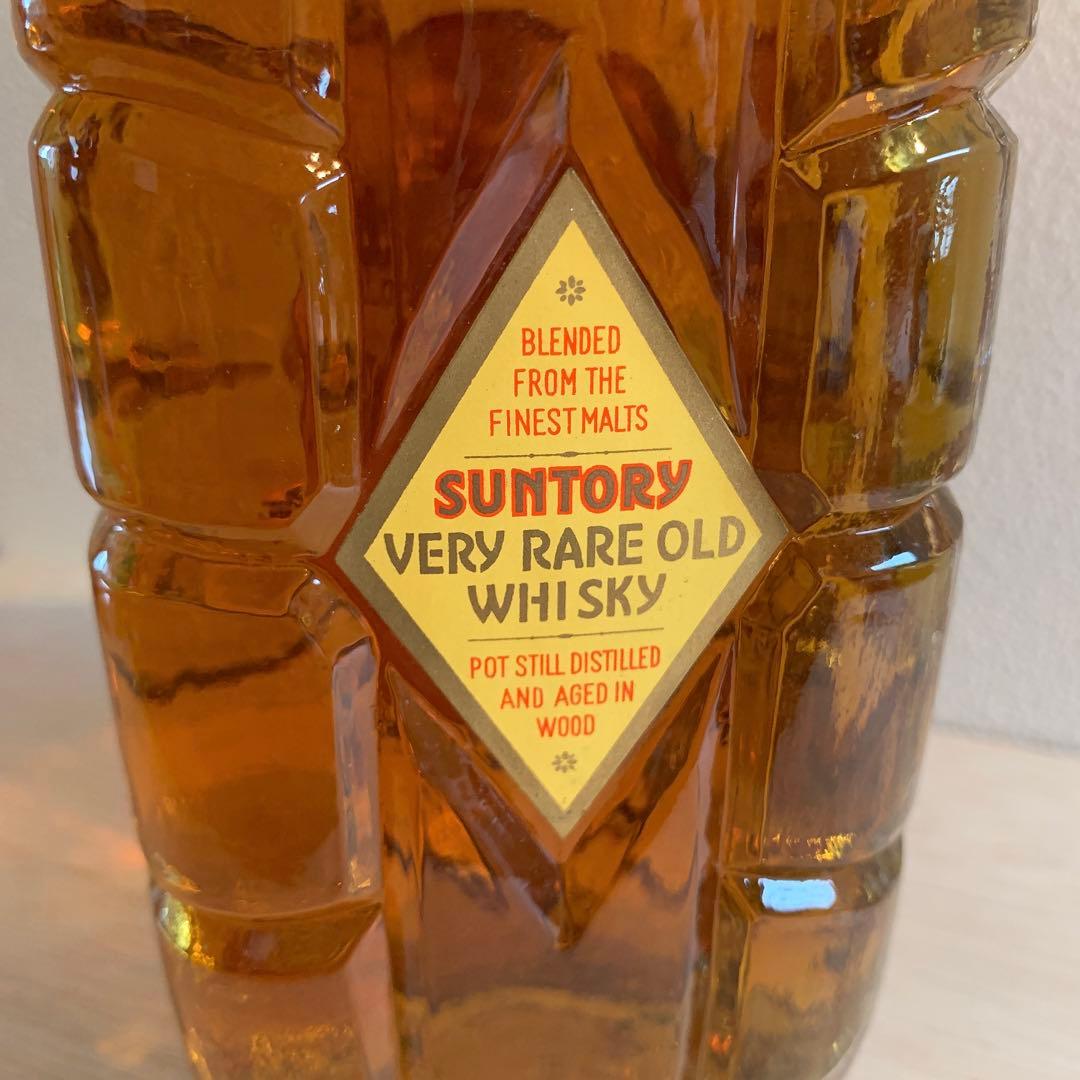 BLENDED
FROM THE
FINEST MALTS
SUNTORY
VERY RARE OLD
WHISKY
POT STILL DISTILLED
AND AGED IN
WOOD